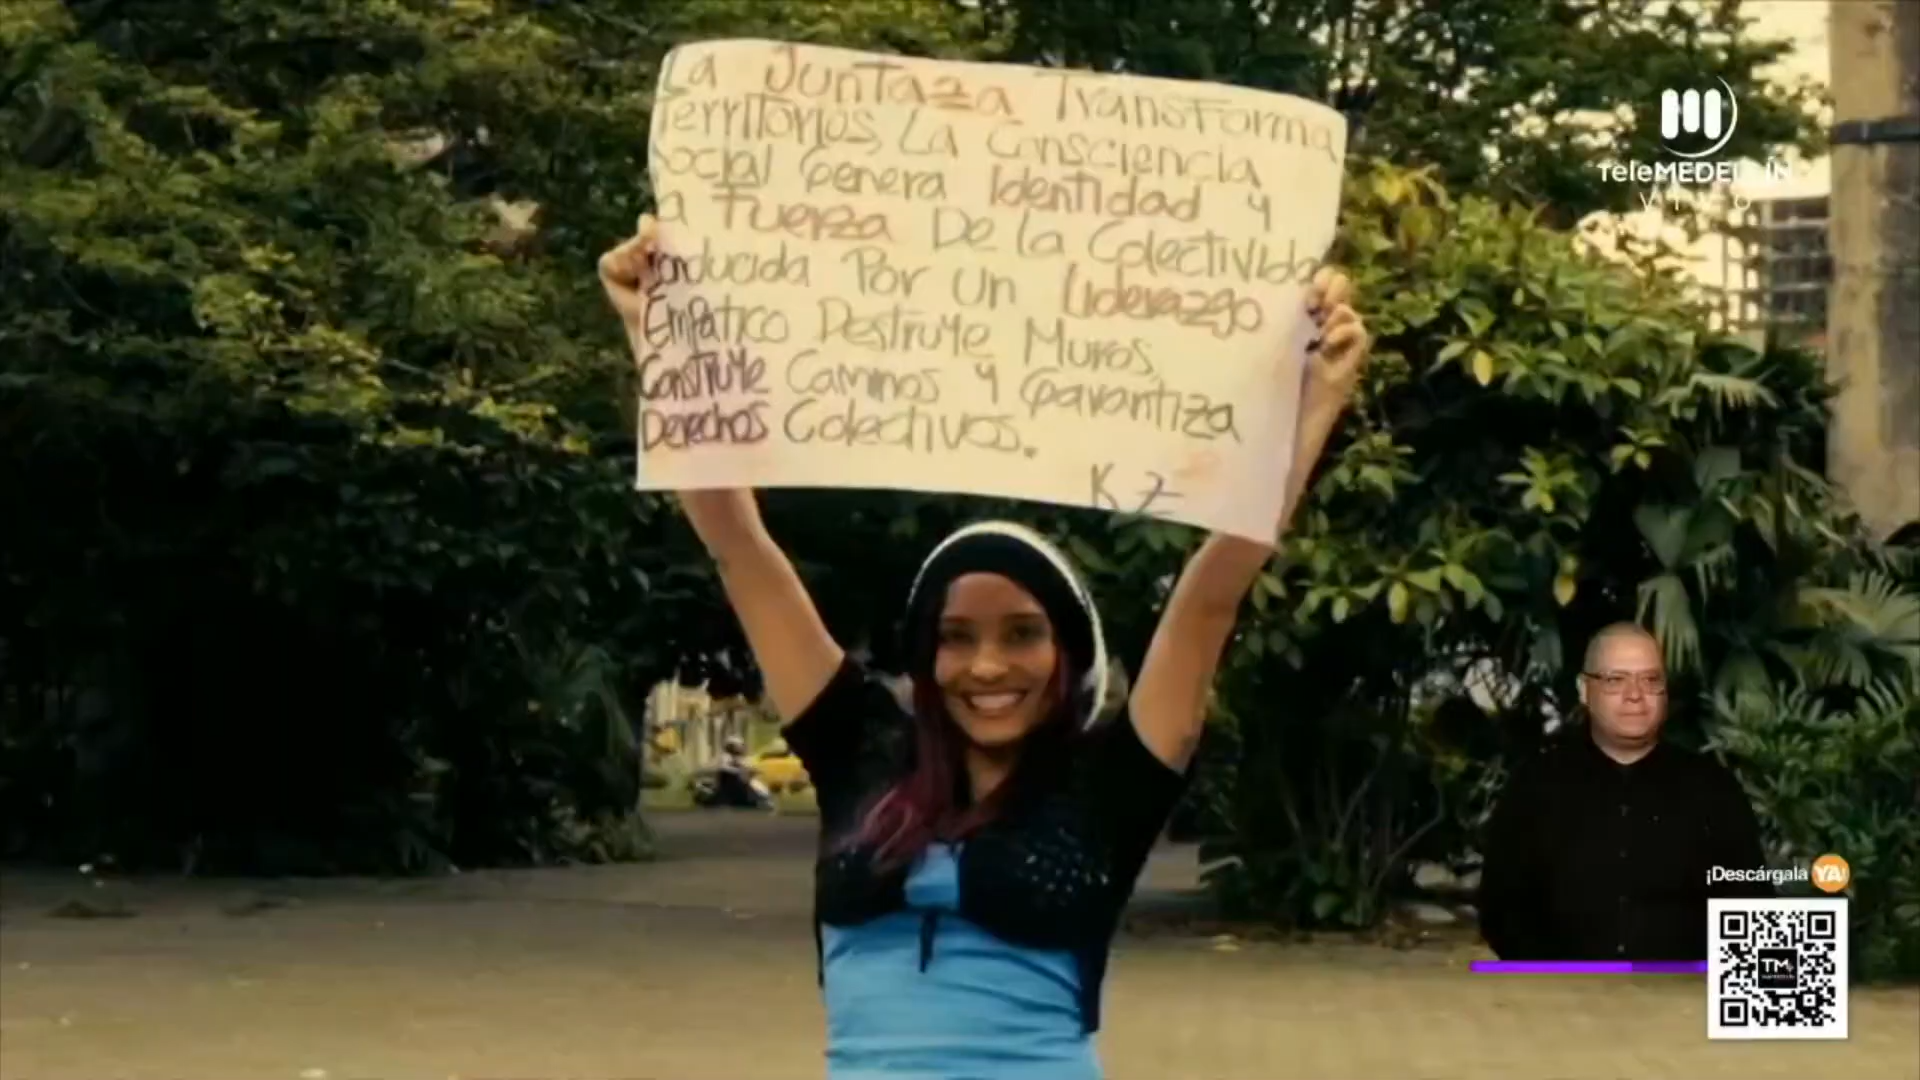 La Juntaza Transforma
Territorios, La Consciencia
Social Genera Identidad y
La Fuerza De La Colectividad
Conducida Por un Liderazgo
Empatico Destruye Muros,
Construye Caminos y Garantiza
Derechos Colectivos.
KZ
teleMEDELLÍN
VIVO
¡Descárgala YA!
TM